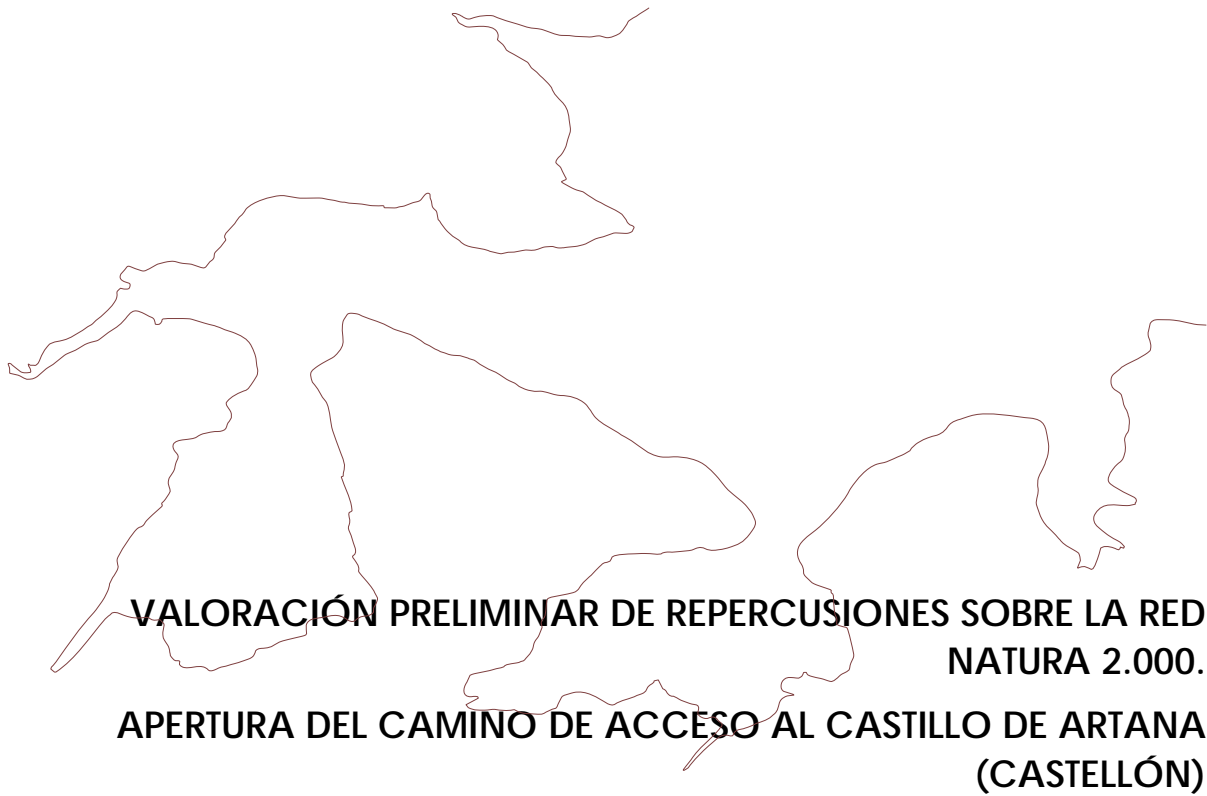 VALORACIÓN PRELIMINAR DE REPERCUSIONES SOBRE LA RED
NATURA 2.000.
APERTURA DEL CAMINO DE ACCESO AL CASTILLO DE ARTANA
(CASTELLÓN)